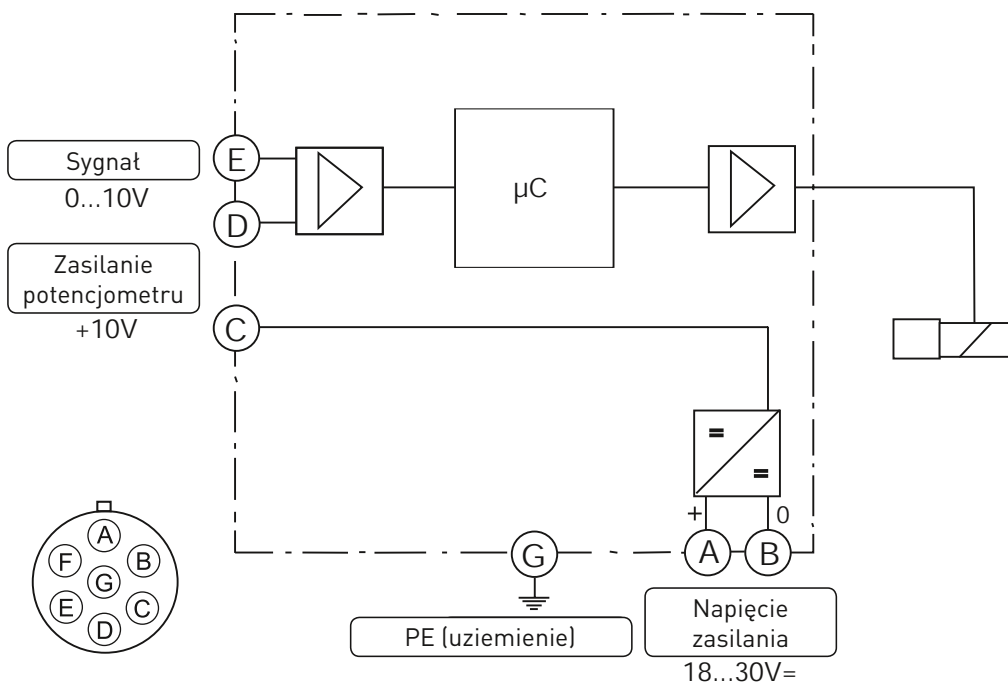 E
Sygnał
0...10V
µC
D
Zasilanie
potencjometru
+10V
C
=
=
+
0
A
B
G
A
F
B
G
E
C
D
PE (uziemienie)
Napięcie
zasilania
18...30V=